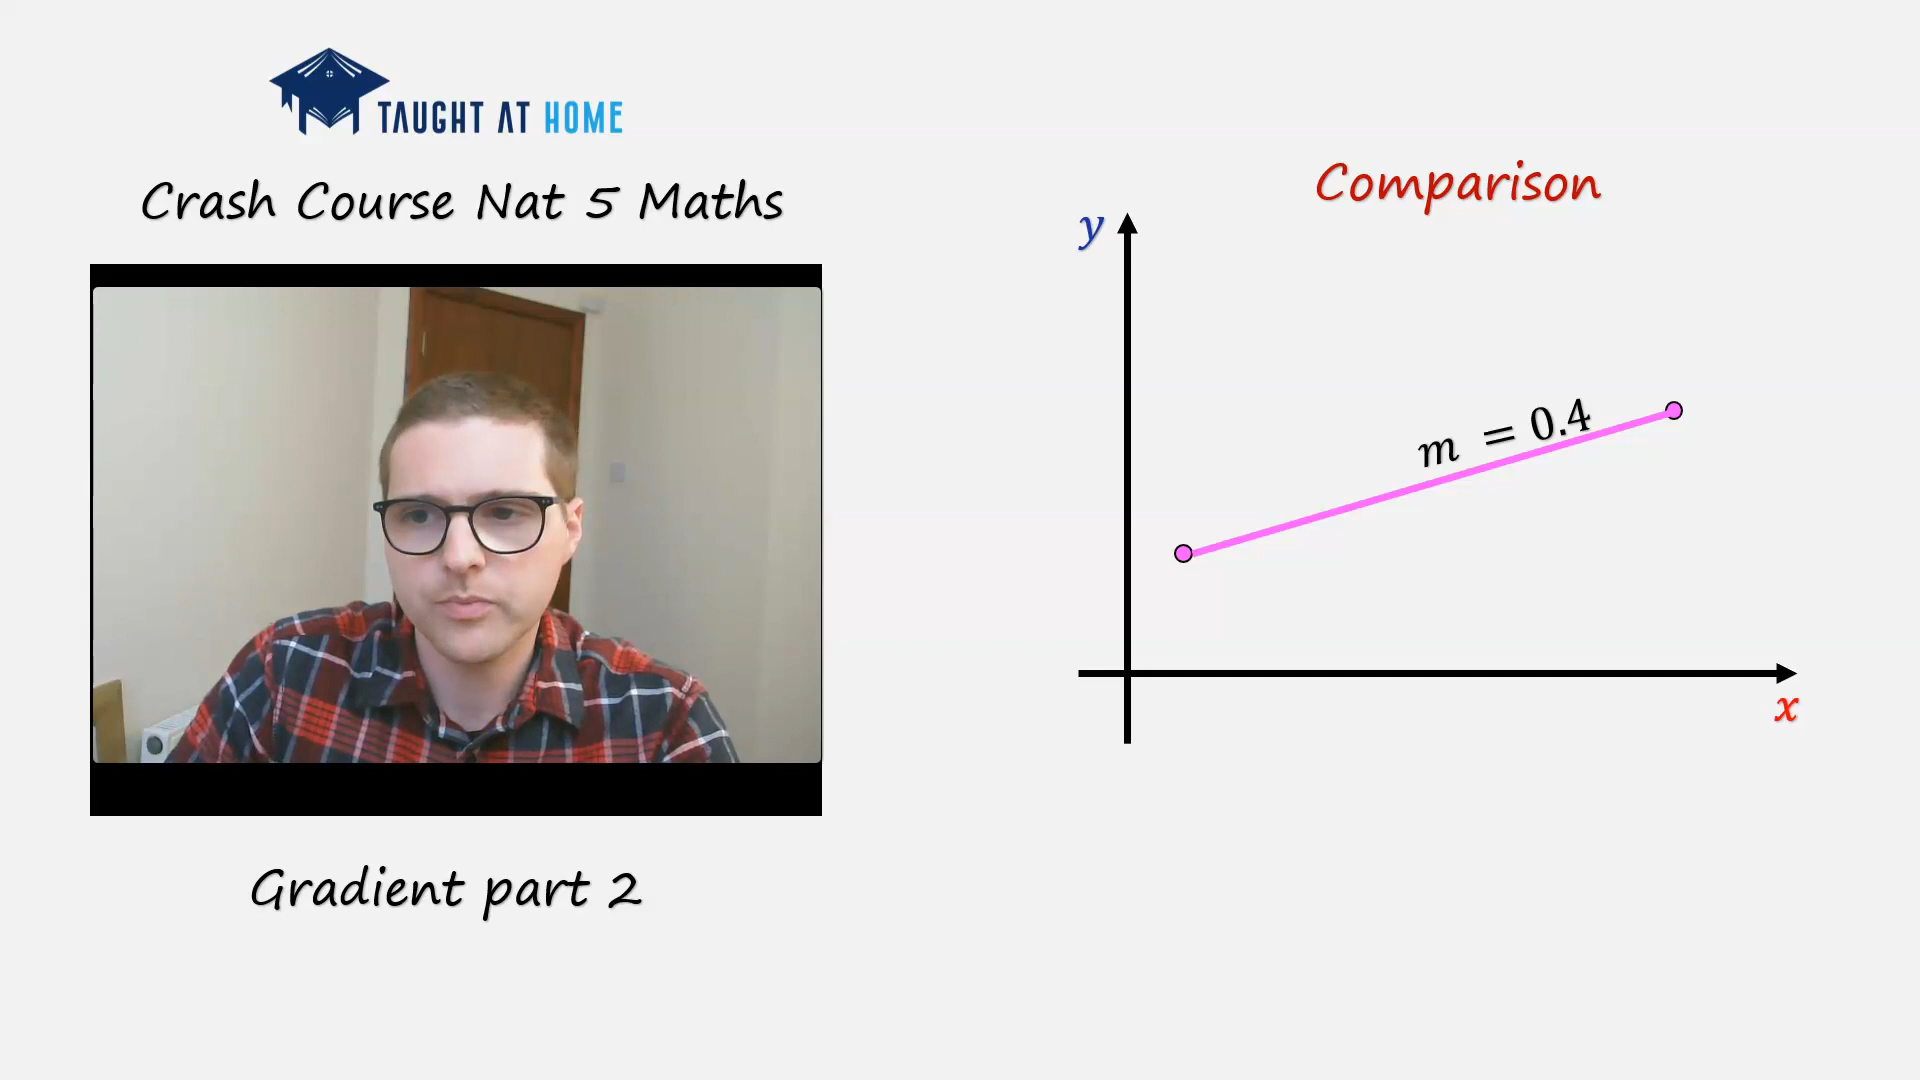 TAUGHT AT HOME
Crash Course Nat 5 Maths
Gradient part 2
Comparison
y
m = 0.4
x